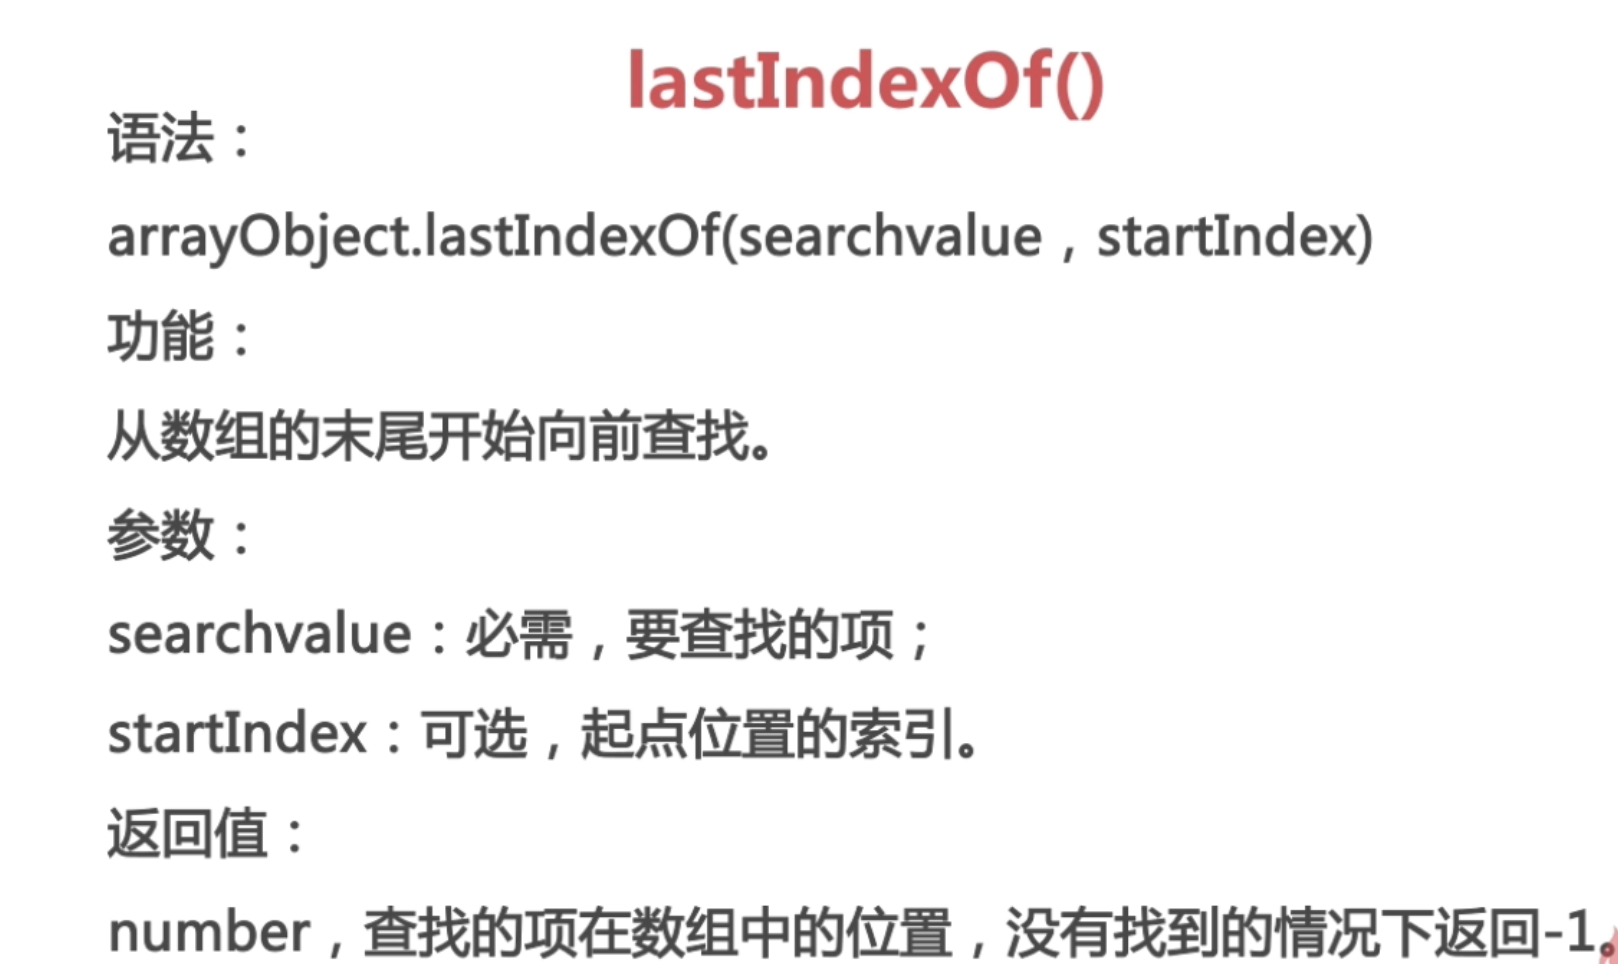 lastIndexOf()
语法：
arrayObject.lastIndexOf(searchvalue，startIndex)
功能：
从数组的末尾开始向前查找。
参数：
searchvalue：必需，要查找的项；
startIndex：可选，起点位置的索引。
返回值：
number，查找的项在数组中的位置，没有找到的情况下返回-1。